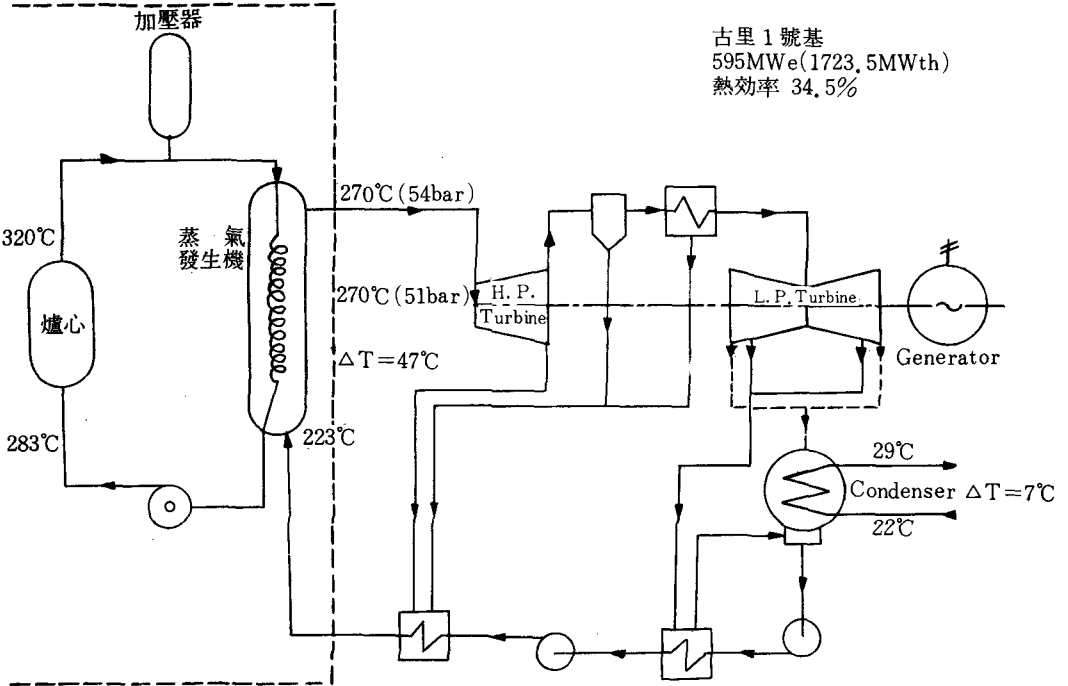 加壓器
古里 1 號基
595MWe(1723.5MWth)
熱効率 34.5%
270℃(54bar)
320℃
蒸 氣
發生機
270℃(51bar)
H. P.
Turbine
L. P. Turbine
爐心
△T=47℃
Generator
283℃
223℃
29℃
Condenser △T=7℃
22℃